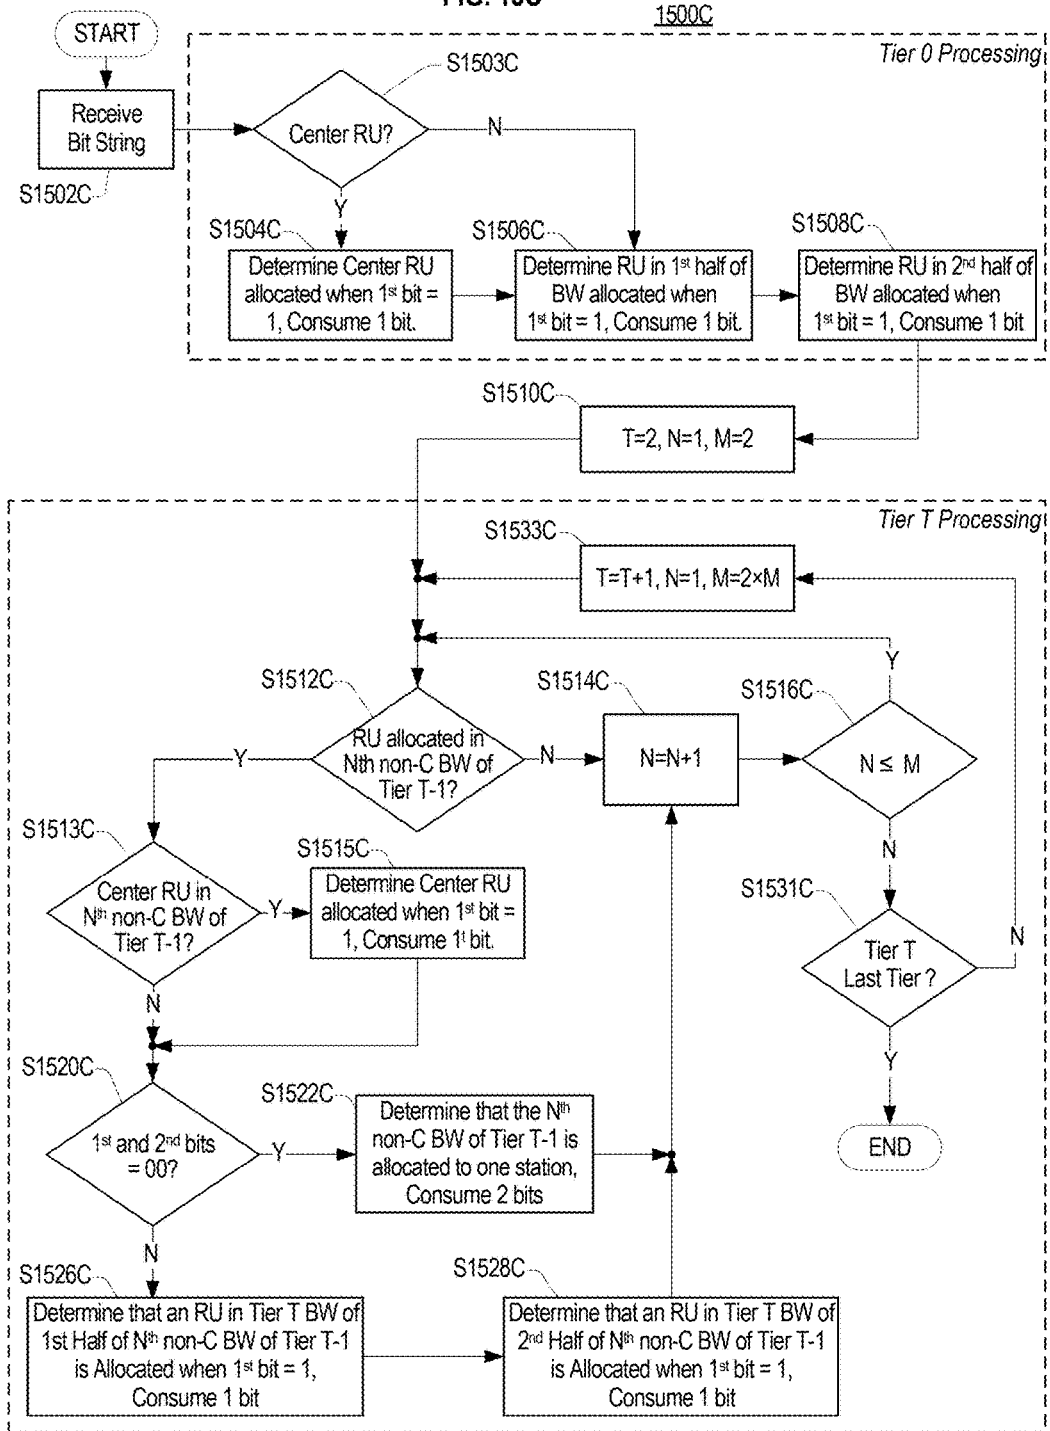 1500C
START
Tier 0 Processing
S1503C
Receive
Bit String
Center RU?
N
S1502C
Y
S1504C
S1506C
S1508C
Determine Center RU
allocated when 1st bit =
1, Consume 1 bit.
Determine RU in 1st half of
BW allocated when
1st bit = 1, Consume 1 bit.
Determine RU in 2nd half of
BW allocated when
1st bit = 1, Consume 1 bit
S1510C
T=2, N=1, M=2
Tier T Processing
S1533C
T=T+1, N=1, M=2×M
Y
S1512C
S1514C
S1516C
RU allocated in
Nth non-C BW of
Tier T-1?
Y
N
N=N+1
N ≤ M
S1513C
S1515C
N
Center RU in
Nth non-C BW of
Tier T-1?
Y
Determine Center RU
allocated when 1st bit =
1, Consume 1t bit.
S1531C
Tier T
Last Tier ?
N
N
S1520C
S1522C
Y
1st and 2nd bits
= 00?
Y
Determine that the Nth
non-C BW of Tier T-1 is
allocated to one station,
Consume 2 bits
END
N
S1526C
S1528C
Determine that an RU in Tier T BW of
1st Half of Nth non-C BW of Tier T-1
is Allocated when 1st bit = 1,
Consume 1 bit
Determine that an RU in Tier T BW of
2nd Half of Nth non-C BW of Tier T-1
is Allocated when 1st bit = 1,
Consume 1 bit